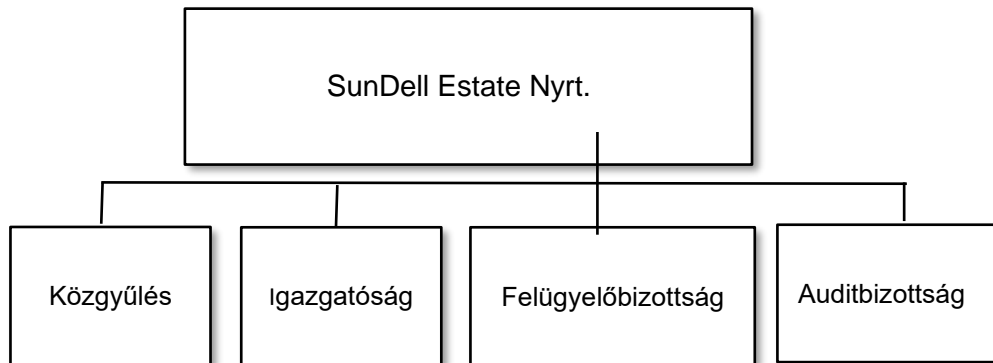 SunDell Estate Nyrt.
Közgyűlés
Igazgatóság
Felügyelőbizottság
Auditbizottság